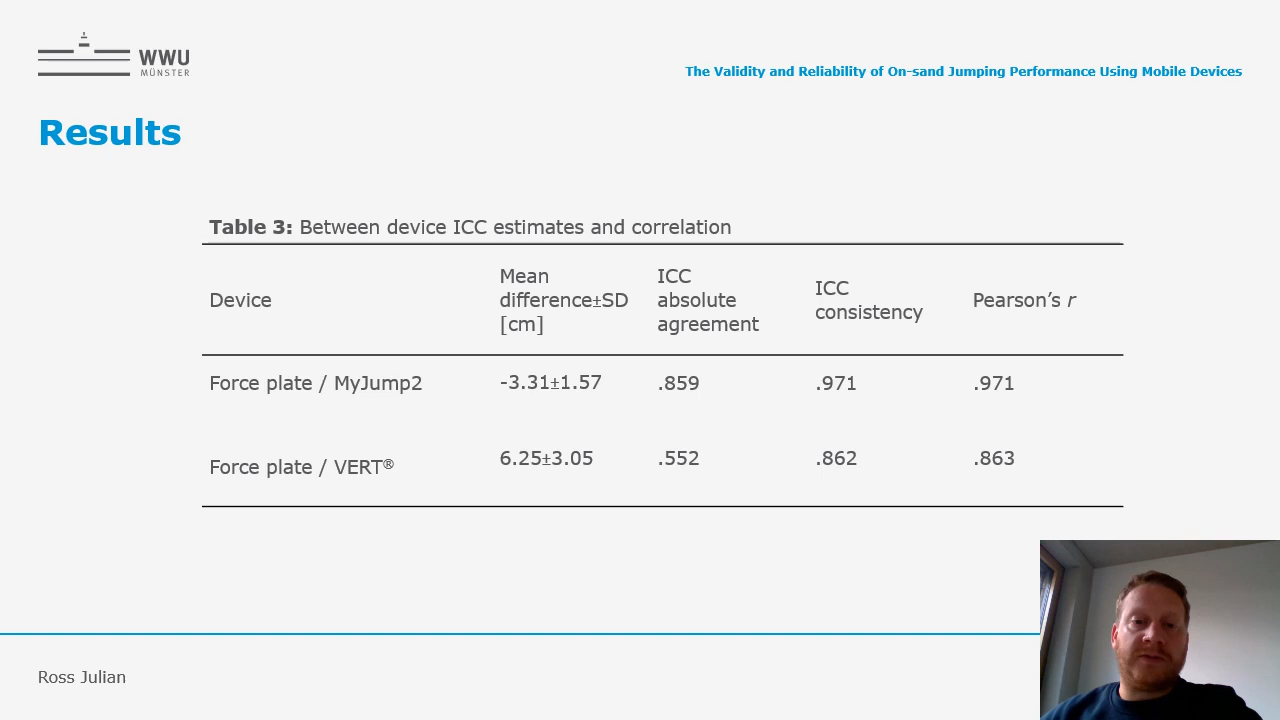 WWU
MÜNSTER
The Validity and Reliability of On-sand Jumping Performance Using Mobile Devices
Results
Table 3: Between device ICC estimates and correlation
Device
Mean
difference±SD
[cm]
ICC
absolute
agreement
ICC
consistency
Pearson’s r
Force plate / MyJump2
-3.31±1.57
.859
.971
.971
Force plate / VERT®
6.25±3.05
.552
.862
.863
Ross Julian